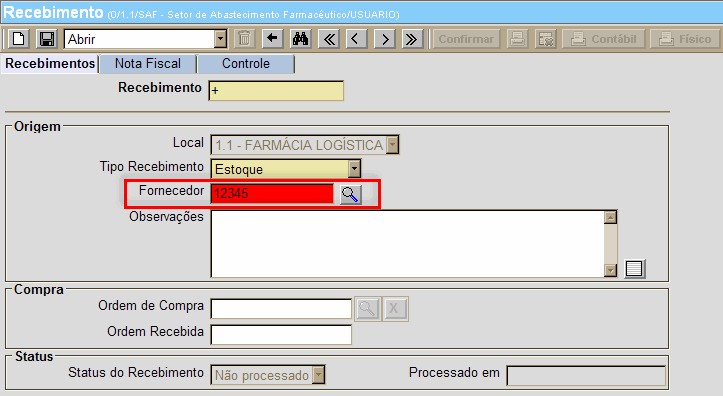 Recebimento (0/1.1/SAF - Setor de Abastecimento Farmacêutico/USUARIO)
Abrir Confirmar Contábil Físico
Recebimentos Nota Fiscal Controle
Recebimento +
Origem
Local 1.1 - FARMÁCIA LOGÍSTICA
Tipo Recebimento Estoque
Fornecedor 12345
Observações
Compra
Ordem de Compra X
Ordem Recebida
Status
Status do Recebimento Não processado Processado em